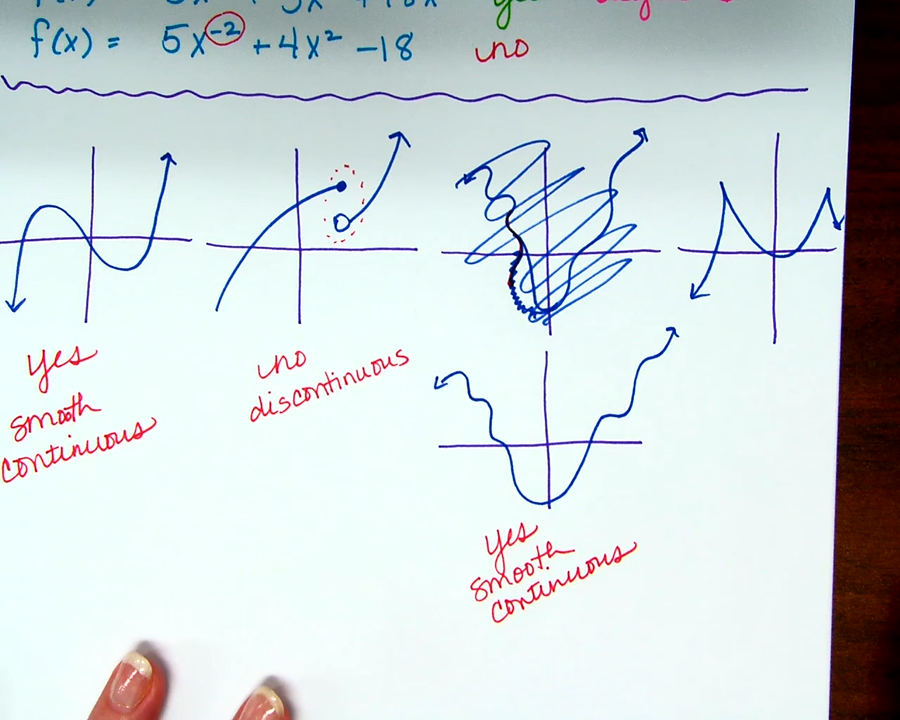 f(x) = 5x^-2 + 4x² - 18 no
yes
smooth
continuous
no
discontinuous
yes
smooth
continuous